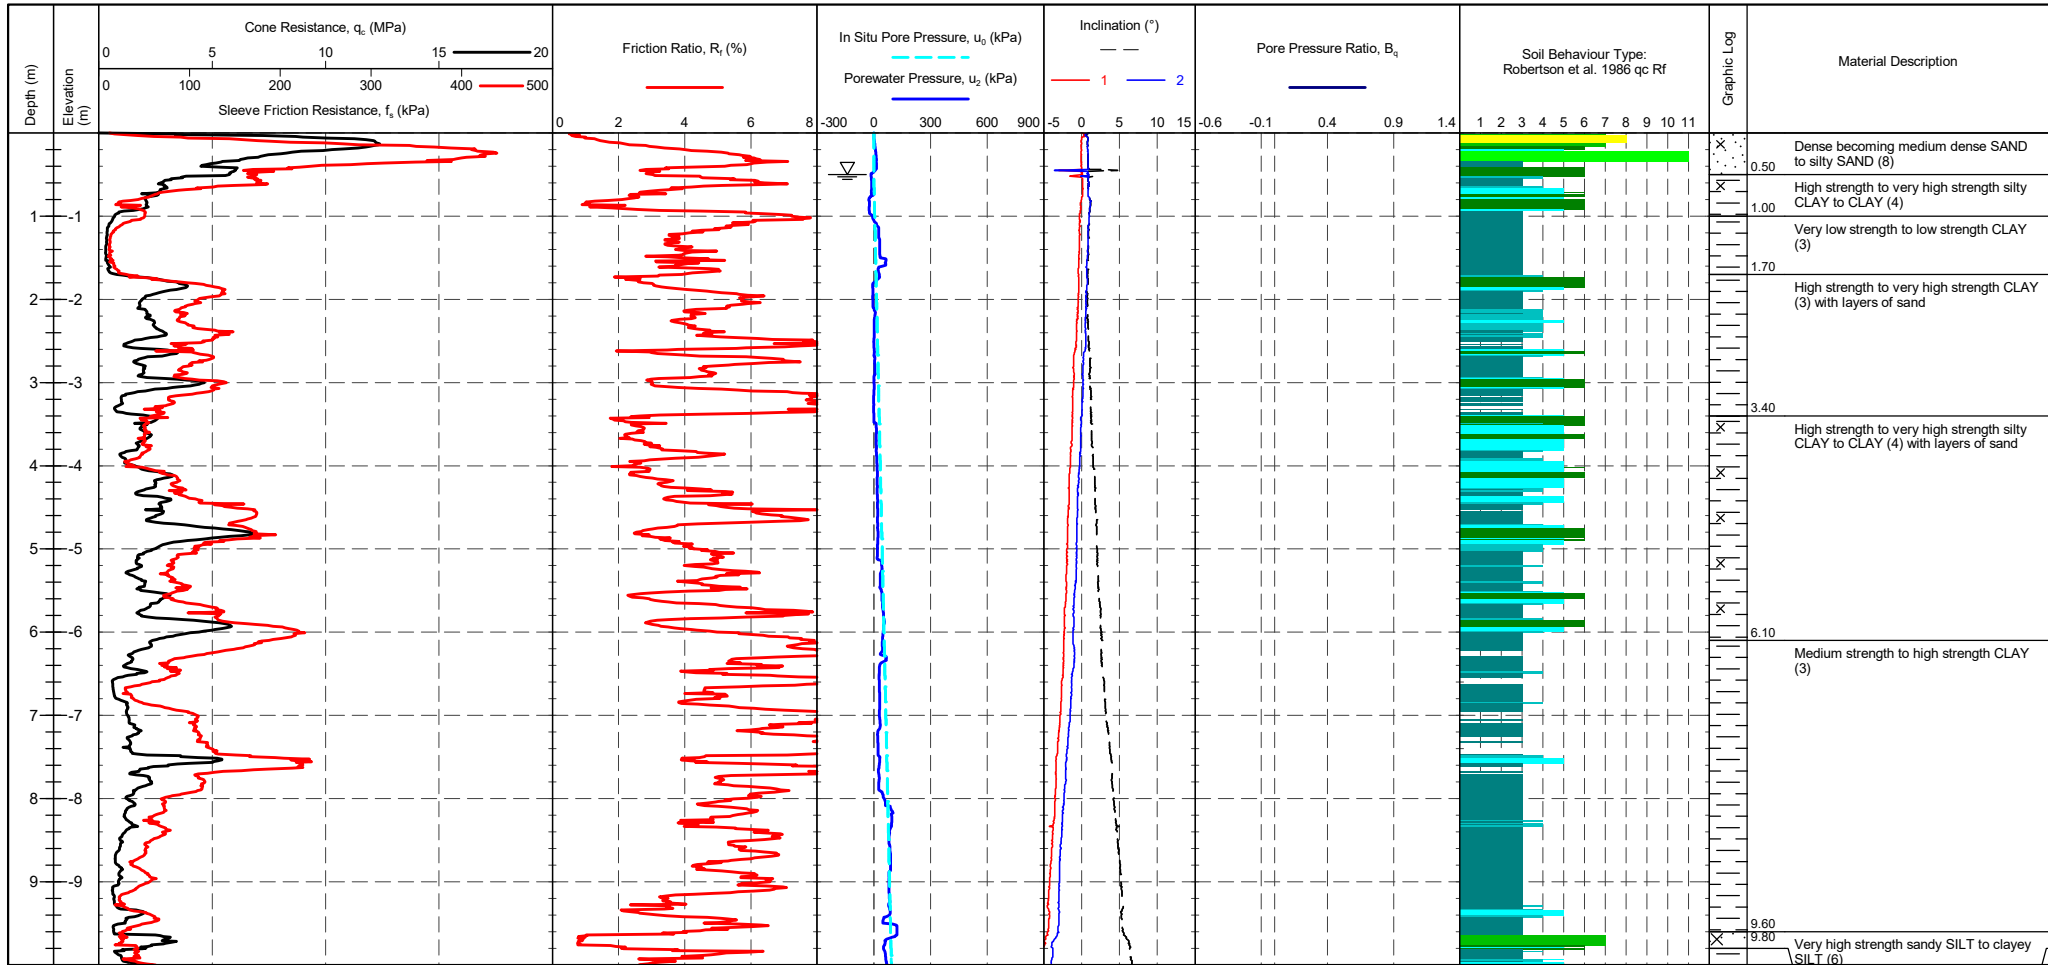 Depth (m)
Elevation (m)
Cone Resistance, qc (MPa)
0 5 10 15 20
0 100 200 300 400 500
Sleeve Friction Resistance, fs (kPa)
Friction Ratio, Rf (%)
0 2 4 6 8
In Situ Pore Pressure, u0 (kPa)
Porewater Pressure, u2 (kPa)
-300 0 300 600 900
Inclination (°)
1 2
-5 0 5 10 15
Pore Pressure Ratio, Bq
-0.6 -0.1 0.4 0.9 1.4
Soil Behaviour Type:
Robertson et al. 1986 qc Rf
1 2 3 4 5 6 7 8 9 10 11
Graphic Log
Material Description
Dense becoming medium dense SAND
to silty SAND (8)
0.50
High strength to very high strength silty
CLAY to CLAY (4)
1.00
1 -1
Very low strength to low strength CLAY
(3)
1.70
High strength to very high strength CLAY
(3) with layers of sand
2 -2
3 -3
3.40
High strength to very high strength silty
CLAY to CLAY (4) with layers of sand
4 -4
5 -5
6 -6
6.10
Medium strength to high strength CLAY
(3)
7 -7
8 -8
9 -9
9.60
9.80
Very high strength sandy SILT to clayey
SILT (6)